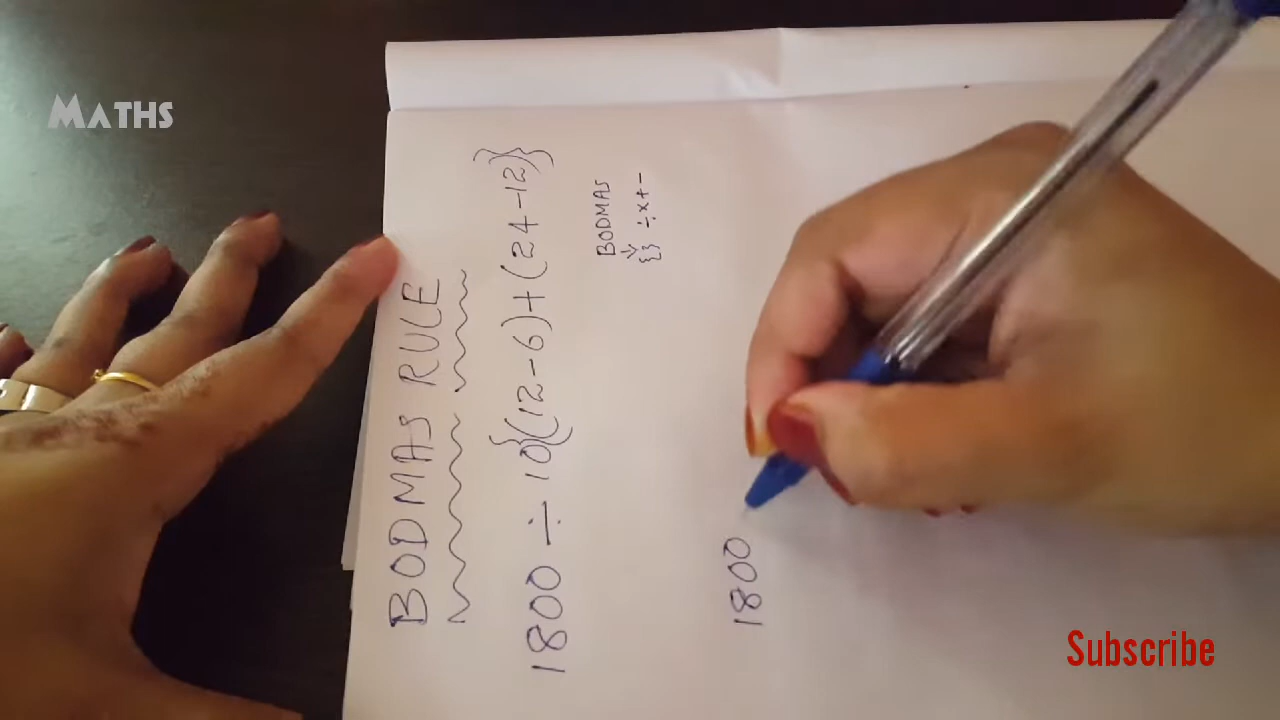 MATHS
BODMAS RULE
1800 ÷ 10{(12-6)+(24-12)}
BODMAS
{} ÷x+-
1800
Subscribe